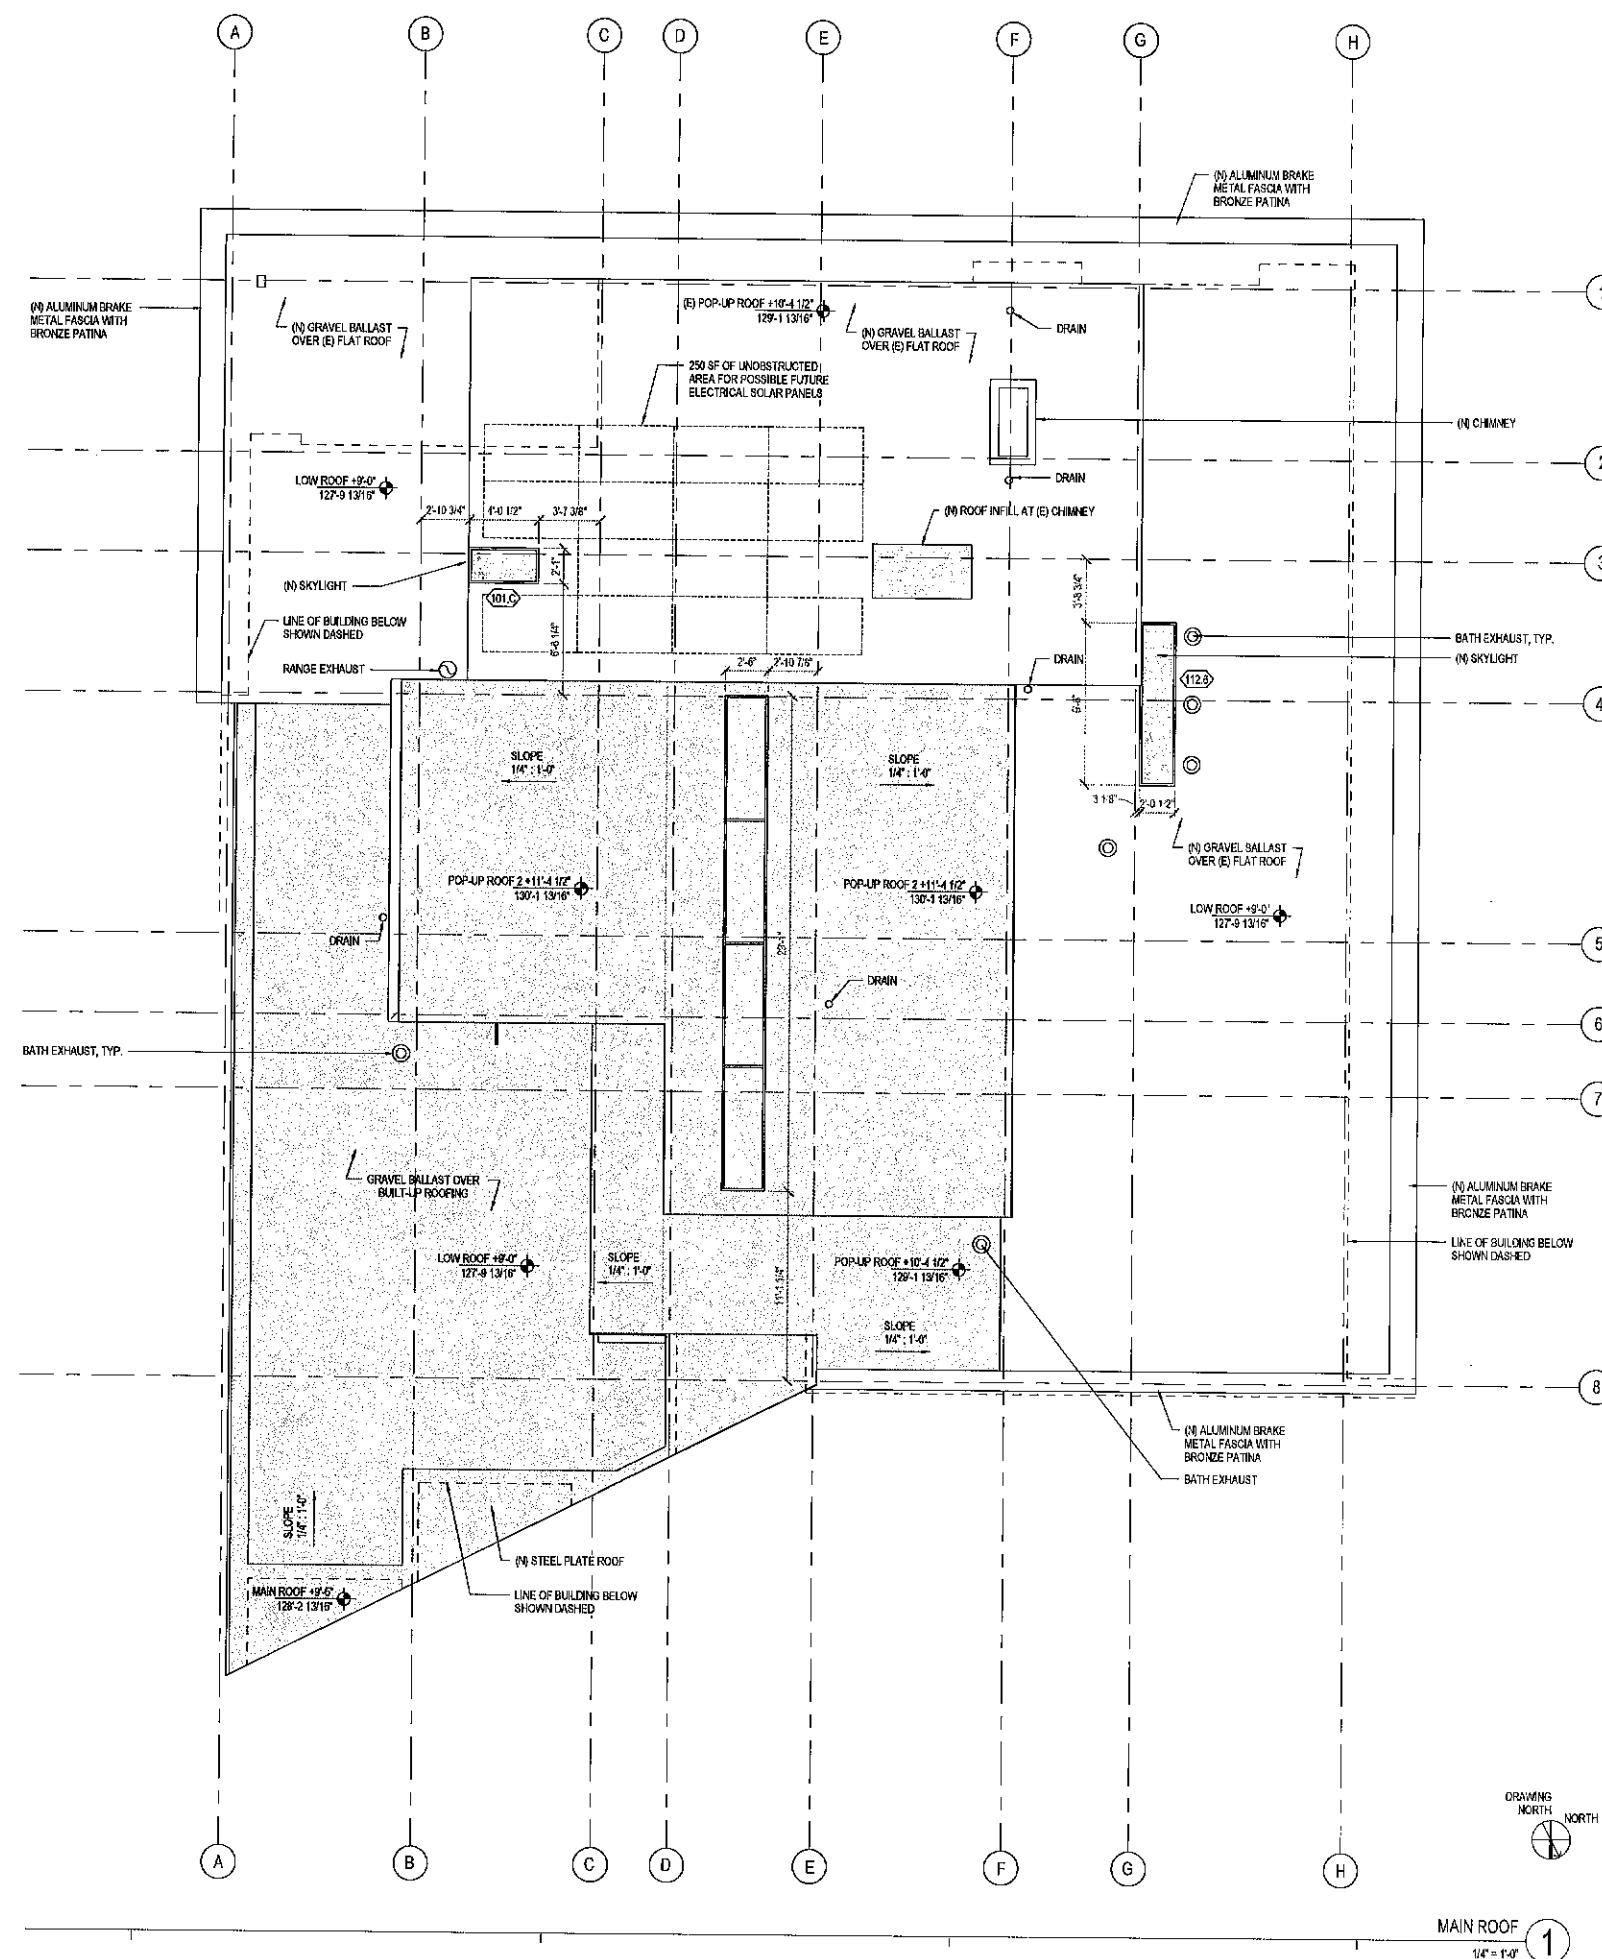 A
B
C
D
E
F
G
H
(N) ALUMINUM BRAKE
METAL FASCIA WITH
BRONZE PATINA
1
(N) ALUMINUM BRAKE
METAL FASCIA WITH
BRONZE PATINA
(E) POP-UP ROOF +10'-4 1/2"
129'-1 13/16"
(N) GRAVEL BALLAST
OVER (E) FLAT ROOF
(N) GRAVEL BALLAST
OVER (E) FLAT ROOF
DRAIN
250 SF OF UNOBSTRUCTED
AREA FOR POSSIBLE FUTURE
ELECTRICAL SOLAR PANELS
(N) CHIMNEY
2
LOW ROOF +9'-0"
127'-9 13/16"
DRAIN
2'-10 3/4"
4'-0 1/2"
3'-7 3/8"
(N) ROOF INFILL AT (E) CHIMNEY
3
2'-1"
(N) SKYLIGHT
101.C
3'-8 3/4"
LINE OF BUILDING BELOW
SHOWN DASHED
6'-8 1/4"
BATH EXHAUST, TYP.
(N) SKYLIGHT
RANGE EXHAUST
2'-6"
2'-10 7/8"
DRAIN
112.B
4
SLOPE
1/4" : 1'-0"
SLOPE
1/4" : 1'-0"
3 1/8"
2'-0 1/2"
(N) GRAVEL BALLAST
OVER (E) FLAT ROOF
POP-UP ROOF 2 +11'-4 1/2"
130'-1 13/16"
POP-UP ROOF 2 +11'-4 1/2"
130'-1 13/16"
LOW ROOF +9'-0"
127'-9 13/16"
DRAIN
5
DRAIN
6
BATH EXHAUST, TYP.
7
GRAVEL BALLAST OVER
BUILT-UP ROOFING
(N) ALUMINUM BRAKE
METAL FASCIA WITH
BRONZE PATINA
LINE OF BUILDING BELOW
SHOWN DASHED
LOW ROOF +9'-0"
127'-9 13/16"
SLOPE
1/4" : 1'-0"
POP-UP ROOF +10'-4 1/2"
129'-1 13/16"
11'-1 1/4"
SLOPE
1/4" : 1'-0"
8
(N) ALUMINUM BRAKE
METAL FASCIA WITH
BRONZE PATINA
BATH EXHAUST
SLOPE
1/4" : 1'-0"
(N) STEEL PLATE ROOF
MAIN ROOF +9'-5"
128'-2 13/16"
LINE OF BUILDING BELOW
SHOWN DASHED
DRAWING
NORTH
NORTH
A
B
C
D
E
F
G
H
MAIN ROOF
1/4" = 1'-0"
1